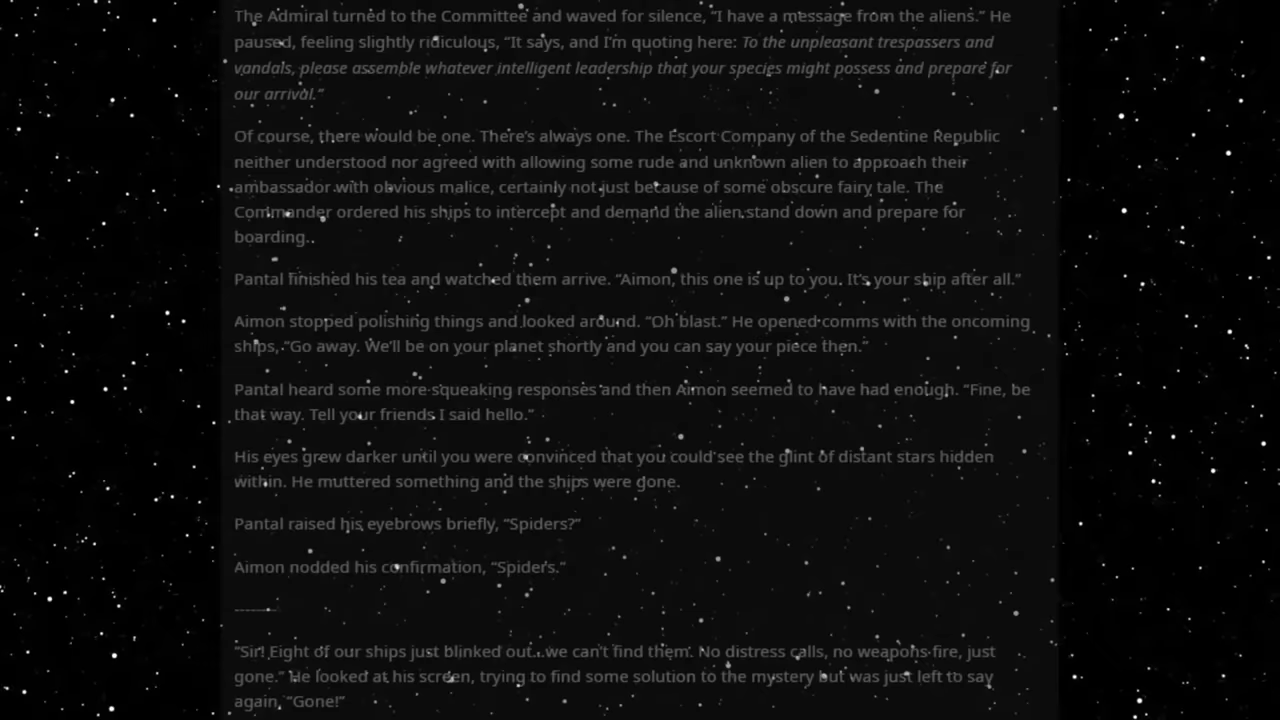 The Admiral turned to the Committee and waved for silence, “I have a message from the aliens.” He
paused, feeling slightly ridiculous, “It says, and I’m quoting here: To the unpleasant trespassers and
vandals, please assemble whatever intelligent leadership that your species might possess and prepare for
our arrival.”
Of course, there would be one. There’s always one. The Escort Company of the Sedentine Republic
neither understood nor agreed with allowing some rude and unknown alien to approach their
ambassador with obvious malice, certainly not just because of some obscure fairy tale. The
Commander ordered his ships to intercept and demand the alien stand down and prepare for
boarding.
Pantal finished his tea and watched them arrive. “Aimon, this one is up to you. It’s your ship after all.”
Aimon stopped polishing things and looked around. “Oh blast.” He opened comms with the oncoming
ships, “Go away. We’ll be on your planet shortly and you can say your piece then.”
Pantal heard some more squeaking responses and then Aimon seemed to have had enough. “Fine, be
that way. Tell your friends I said hello.”
His eyes grew darker until you were convinced that you could see the glint of distant stars hidden
within. He muttered something and the ships were gone.
Pantal raised his eyebrows briefly, “Spiders?”
Aimon nodded his confirmation, “Spiders.”
———
“Sir! Eight of our ships just blinked out...we can’t find them. No distress calls, no weapons fire, just
gone.” He looked at his screen, trying to find some solution to the mystery but was just left to say
again, “Gone!”